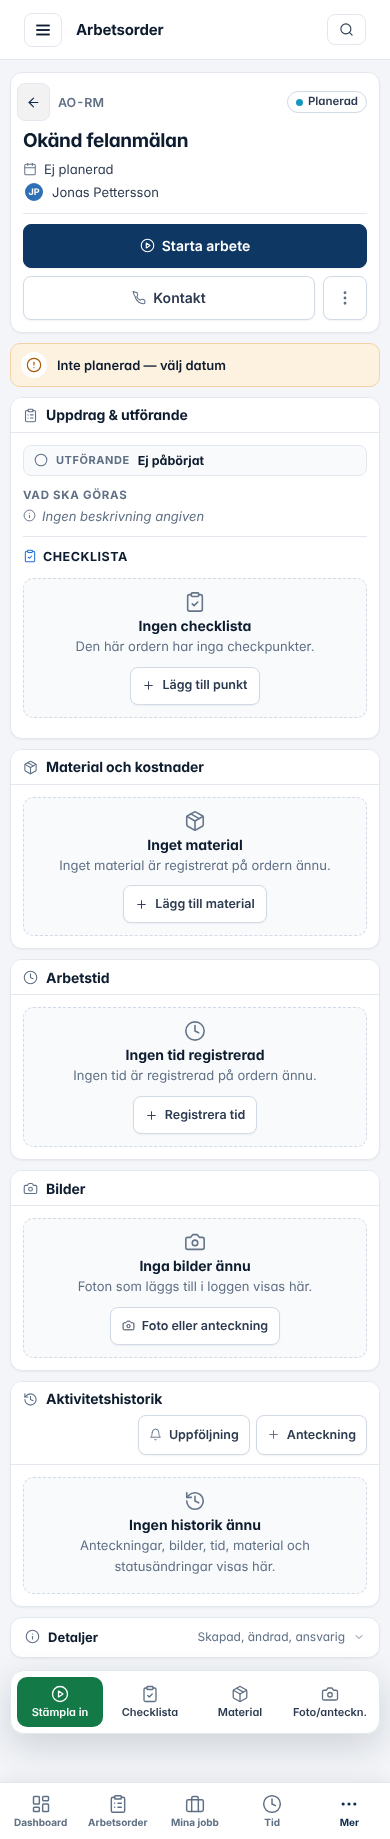 Arbetsorder
AO-RM
Planerad
Okänd felanmälan
Ej planerad
JP Jonas Pettersson
Starta arbete
Kontakt
Inte planerad — välj datum
Uppdrag & utförande
UTFÖRANDE Ej påbörjat
VAD SKA GÖRAS
Ingen beskrivning angiven
CHECKLISTA
Ingen checklista
Den här ordern har inga checkpunkter.
Lägg till punkt
Material och kostnader
Inget material
Inget material är registrerat på ordern ännu.
Lägg till material
Arbetstid
Ingen tid registrerad
Ingen tid är registrerad på ordern ännu.
Registrera tid
Bilder
Inga bilder ännu
Foton som läggs till i loggen visas här.
Foto eller anteckning
Aktivitetshistorik
Uppföljning Anteckning
Ingen historik ännu
Anteckningar, bilder, tid, material och
statusändringar visas här.
Detaljer Skapad, ändrad, ansvarig
Stämpla in Checklista Material Foto/anteckn.
Dashboard Arbetsorder Mina jobb Tid Mer